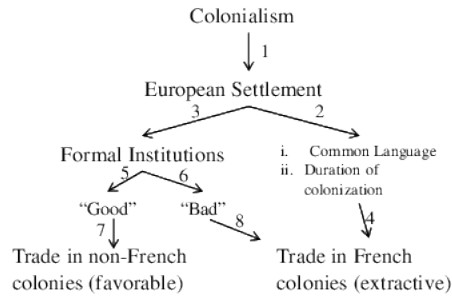 Colonialism
1
European Settlement
3
2
Formal Institutions
i. Common Language
ii. Duration of
colonization
5
6
"Good"
"Bad"
7
8
4
Trade in non-French
colonies (favorable)
Trade in French
colonies (extractive)